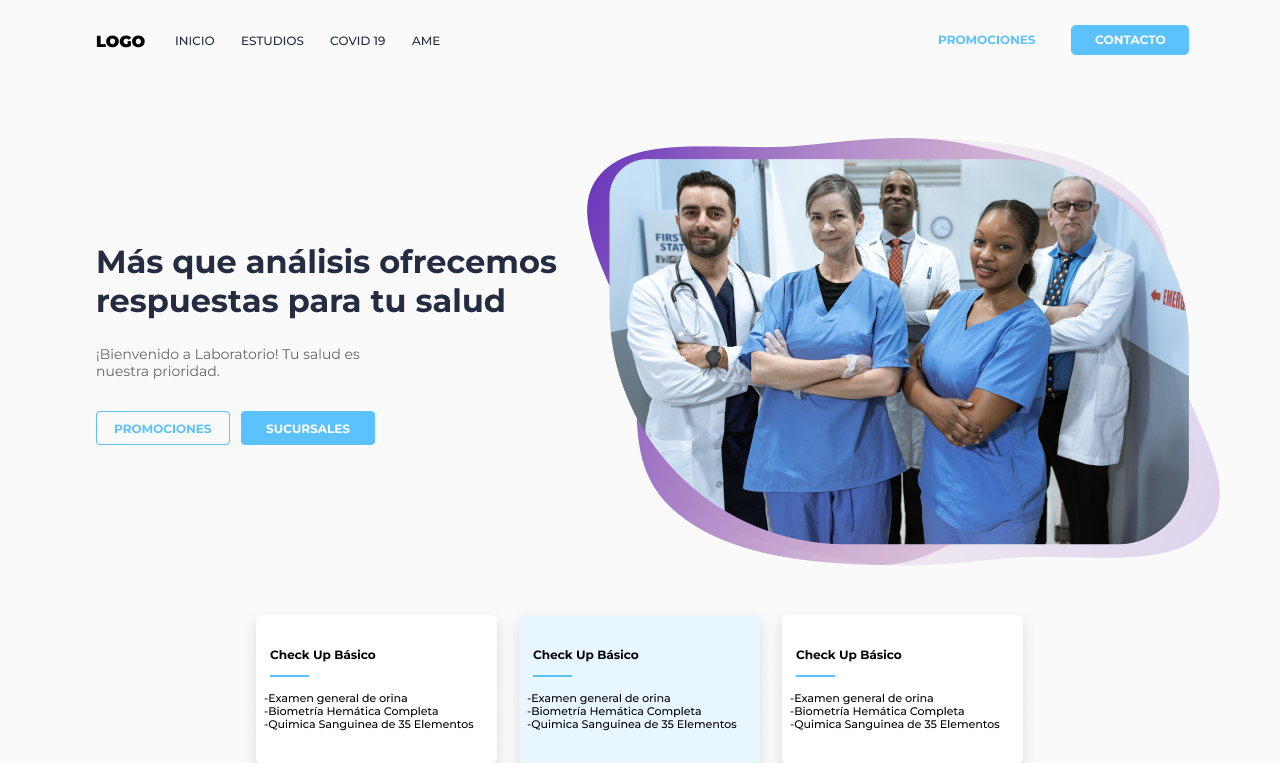 LOGO INICIO ESTUDIOS COVID 19 AME PROMOCIONES CONTACTO
FIRS
STAT
EMERG
Más que análisis ofrecemos
respuestas para tu salud
¡Bienvenido a Laboratorio! Tu salud es
nuestra prioridad.
PROMOCIONES SUCURSALES
Check Up Básico
-Examen general de orina
-Biometría Hemática Completa
-Quimica Sanguinea de 35 Elementos
Check Up Básico
-Examen general de orina
-Biometría Hemática Completa
-Quimica Sanguinea de 35 Elementos
Check Up Básico
-Examen general de orina
-Biometría Hemática Completa
-Quimica Sanguinea de 35 Elementos